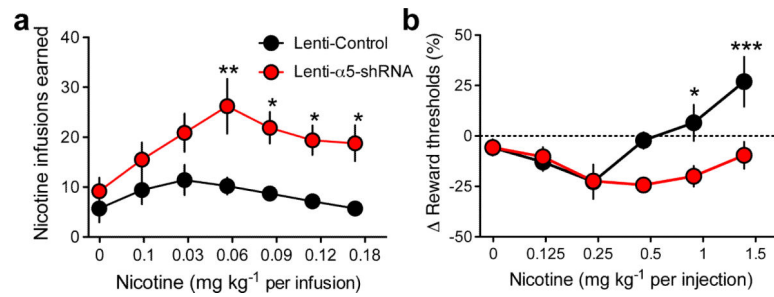 a
Lenti-Control
Lenti-α5-shRNA
Nicotine infusions earned
40
30
20
10
0
** * * *
0 0.1 0.03 0.06 0.09 0.12 0.18
Nicotine (mg kg-1 per infusion)
b
Δ Reward thresholds (%)
50
25
0
-25
-50
* ***
0 0.125 0.25 0.5 1 1.5
Nicotine (mg kg-1 per injection)